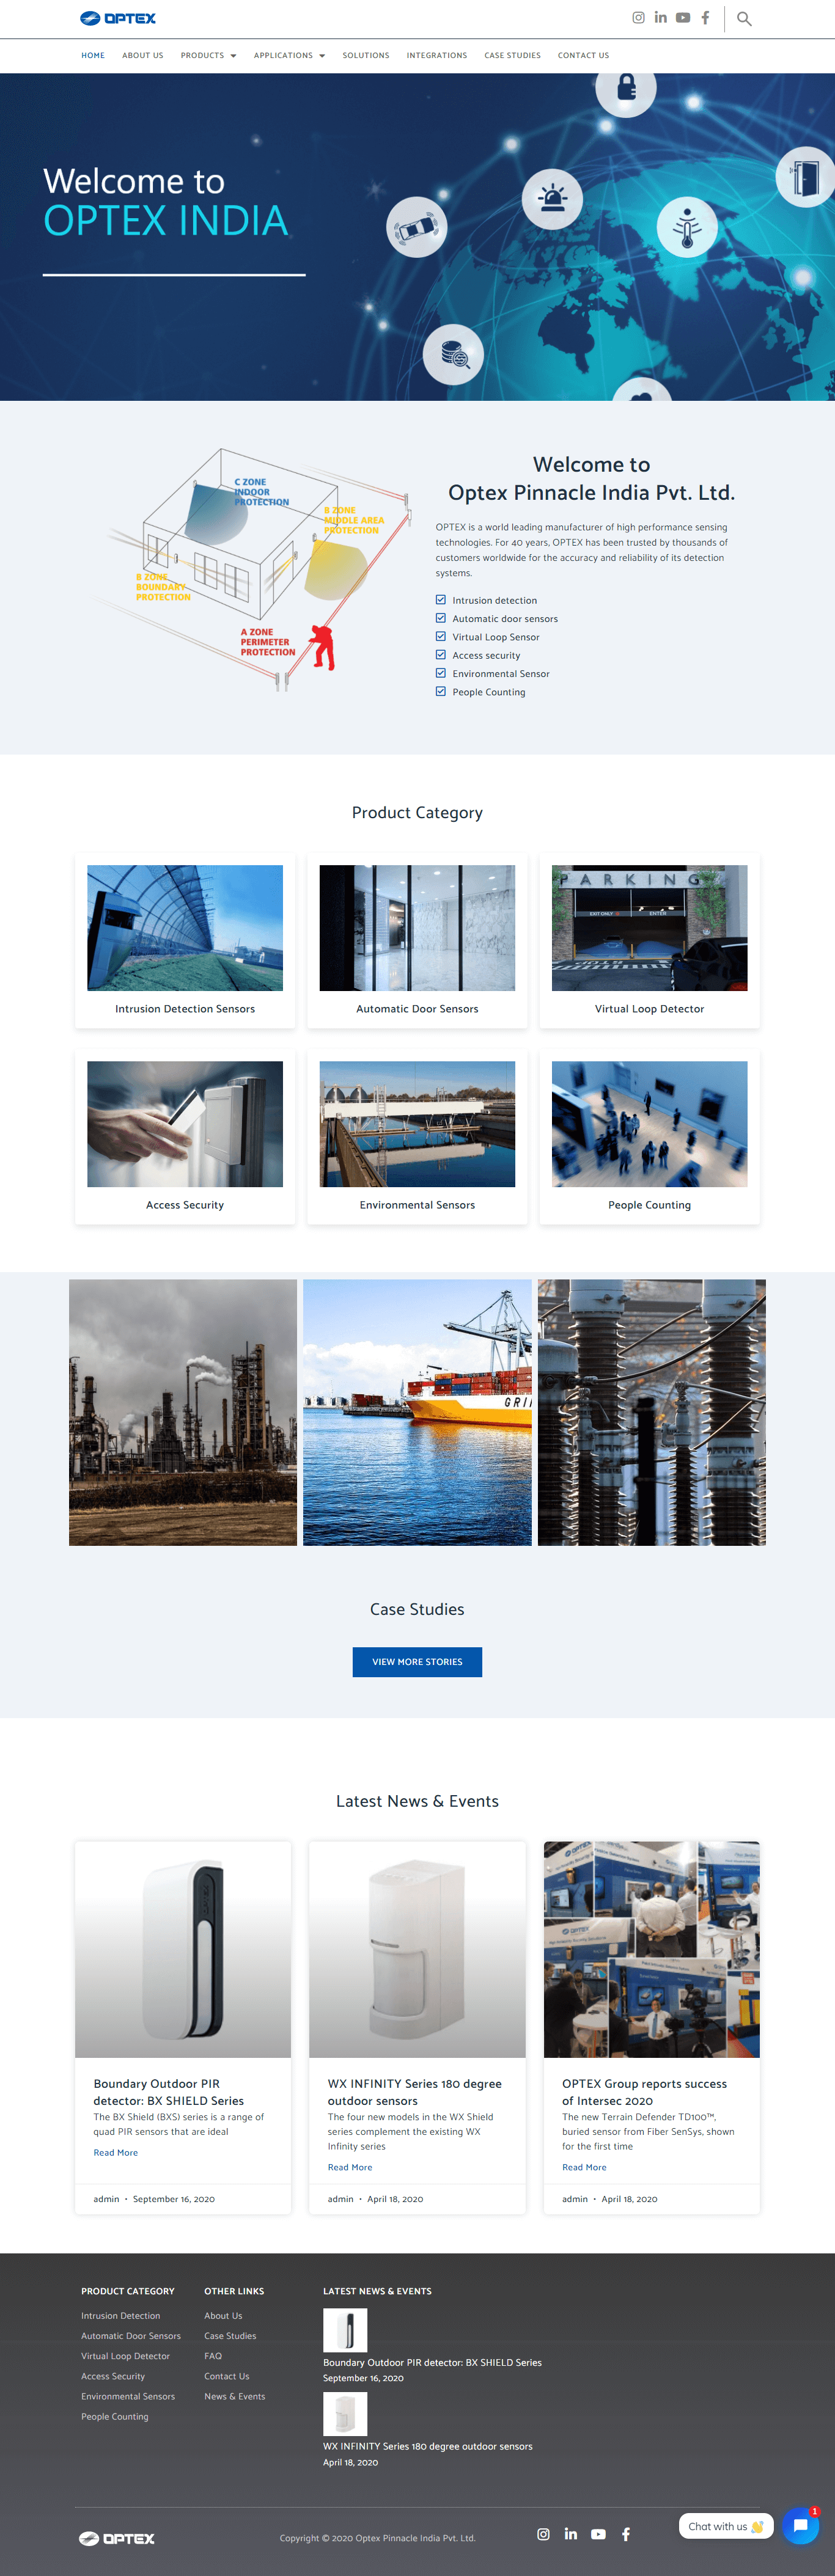 OPTEX
HOME ABOUT US PRODUCTS APPLICATIONS SOLUTIONS INTEGRATIONS CASE STUDIES CONTACT US
Welcome to
OPTEX INDIA
C ZONE
INDOOR
PROTECTION
B ZONE
MIDDLE AREA
PROTECTION
B ZONE
BOUNDARY
PROTECTION
A ZONE
PERIMETER
PROTECTION
Welcome to
Optex Pinnacle India Pvt. Ltd.
OPTEX is a world leading manufacturer of high performance sensing
technologies. For 40 years, OPTEX has been trusted by thousands of
customers worldwide for the accuracy and reliability of its detection
systems.
Intrusion detection
Automatic door sensors
Virtual Loop Sensor
Access security
Environmental Sensor
People Counting
Product Category
PARKING
EXIT ONLY
ENTER
Intrusion Detection Sensors
Automatic Door Sensors
Virtual Loop Detector
Access Security
Environmental Sensors
People Counting
GRI
Case Studies
VIEW MORE STORIES
Latest News & Events
Boundary Outdoor PIR
detector: BX SHIELD Series
The BX Shield (BXS) series is a range of
quad PIR sensors that are ideal
Read More
admin • September 16, 2020
WX INFINITY Series 180 degree
outdoor sensors
The four new models in the WX Shield
series complement the existing WX
Infinity series
Read More
admin • April 18, 2020
OPTEX Group reports success
of Intersec 2020
The new Terrain Defender TD100™,
buried sensor from Fiber SenSys, shown
for the first time
Read More
admin • April 18, 2020
PRODUCT CATEGORY
Intrusion Detection
Automatic Door Sensors
Virtual Loop Detector
Access Security
Environmental Sensors
People Counting
OTHER LINKS
About Us
Case Studies
FAQ
Contact Us
News & Events
LATEST NEWS & EVENTS
Boundary Outdoor PIR detector: BX SHIELD Series
September 16, 2020
WX INFINITY Series 180 degree outdoor sensors
April 18, 2020
OPTEX
Copyright © 2020 Optex Pinnacle India Pvt. Ltd.
Chat with us 👋
1